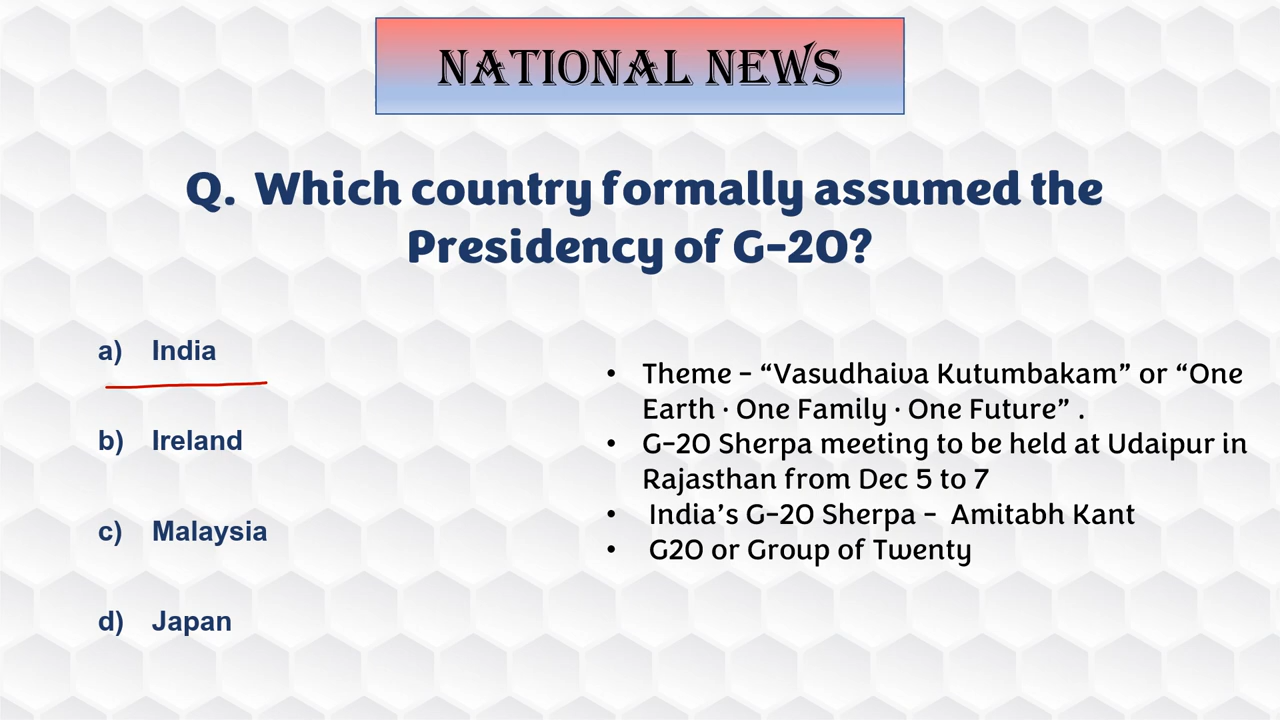 NATIONAL NEWS
Q. Which country formally assumed the
Presidency of G-20?
a) India
b) Ireland
c) Malaysia
d) Japan
• Theme - “Vasudhaiva Kutumbakam” or “One
Earth · One Family · One Future” .
• G-20 Sherpa meeting to be held at Udaipur in
Rajasthan from Dec 5 to 7
• India’s G-20 Sherpa - Amitabh Kant
• G20 or Group of Twenty